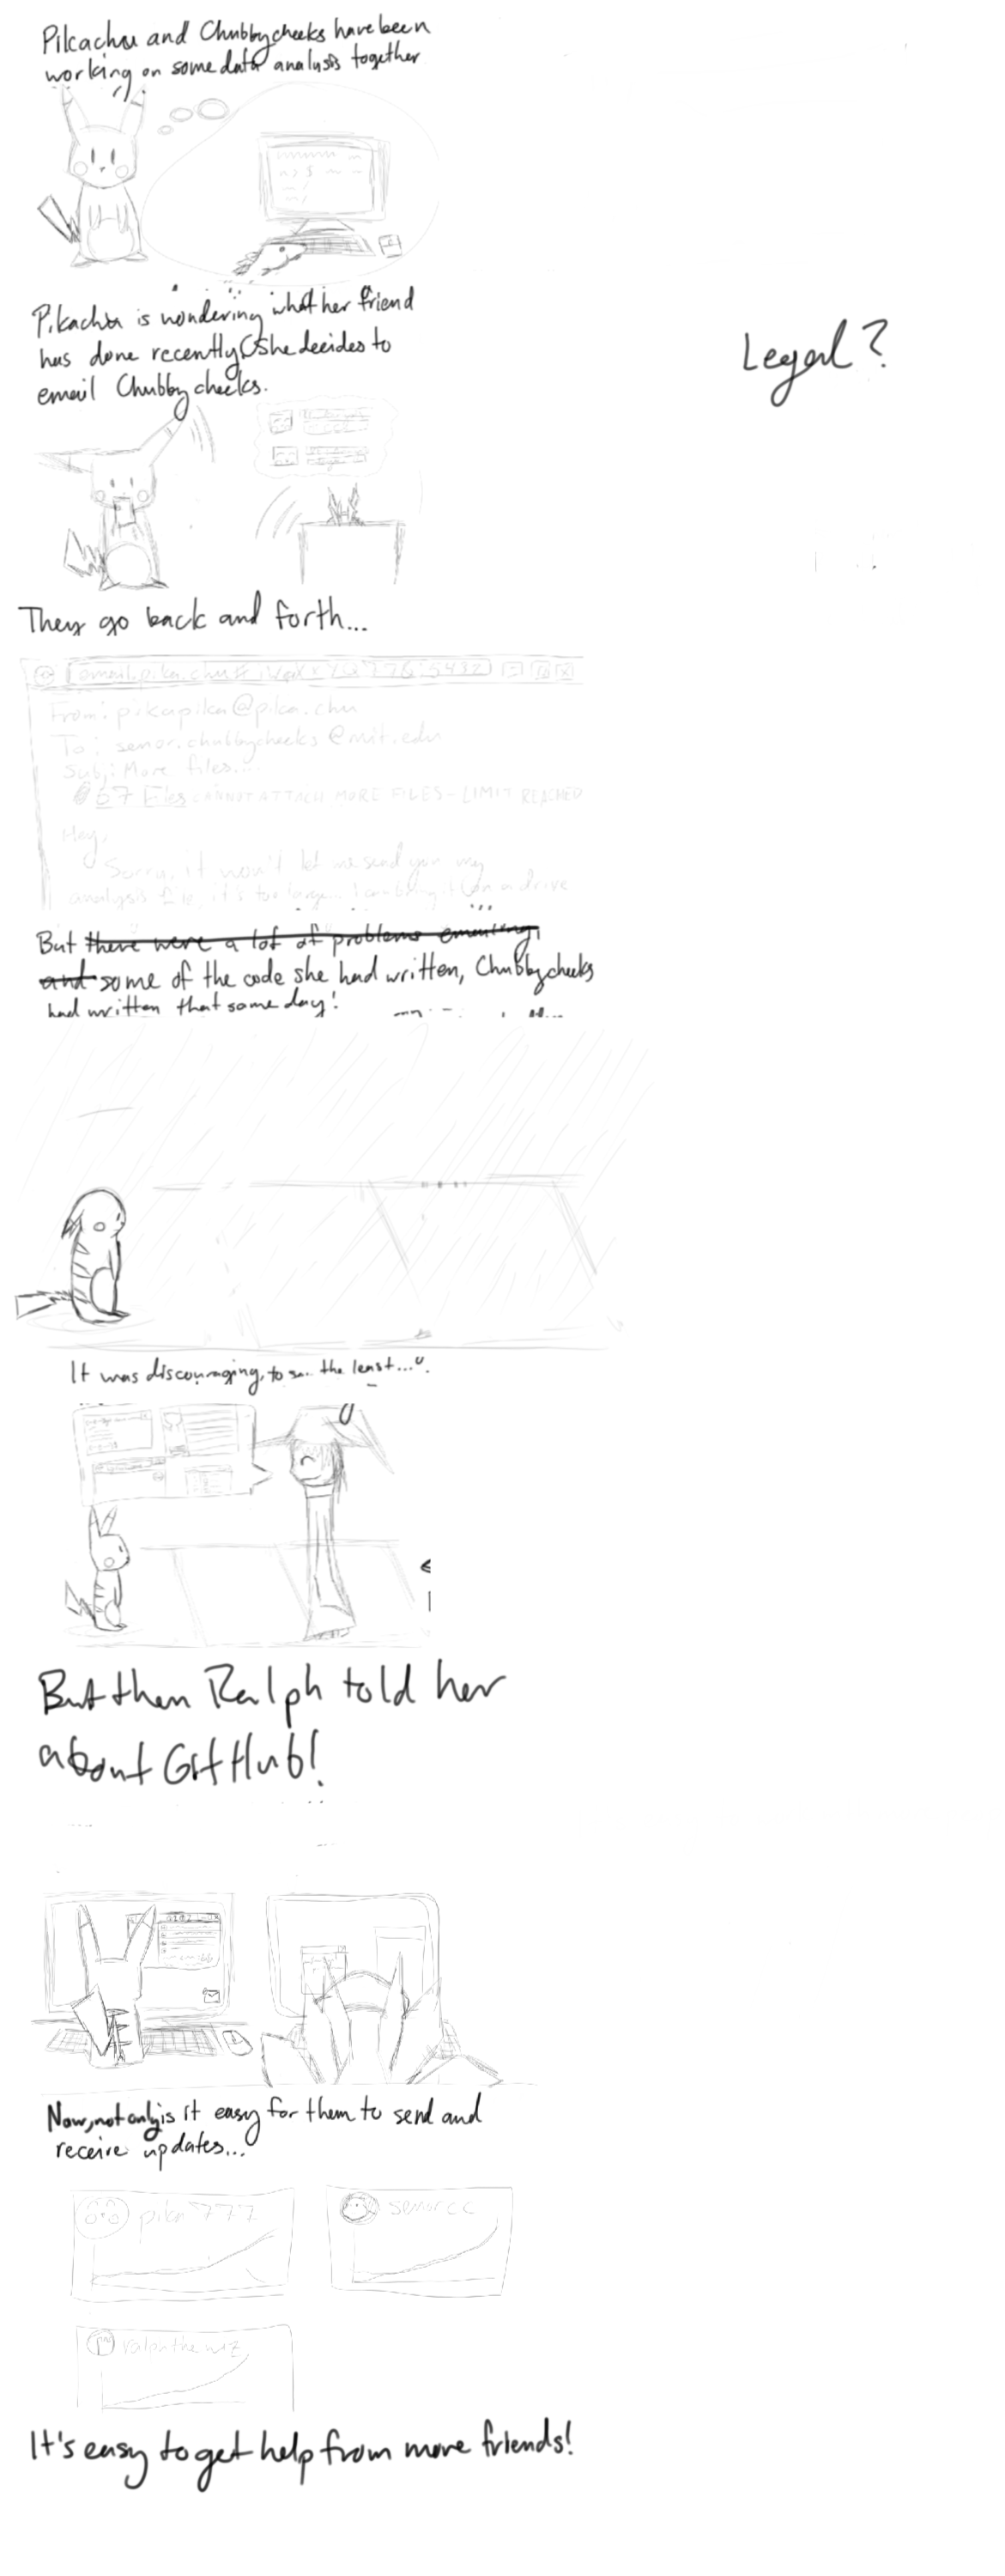 Pikachu and Chubbycheeks have been
working on some data analysis together
Pikachu is wondering what her friend
has done recently so she decides to
email Chubbycheeks.
Legal?
They go back and forth...
From: pikapika@pika.chu
To: senor.chubbycheeks@mit.edu
Subj: More files...
67 Files CANNOT ATTACH MORE FILES - LIMIT REACHED
Hey,
Sorry, it won't let me send you my
analysis file, it's too large... I can bring it on a drive
But there were a lot of problems emailing,
and some of the code she had written, Chubbycheeks
had written that same day!
It was discouraging, to say the least...
But then Ralph told her
about GitHub!
Now, not only is it easy for them to send and
receive updates...
pika777
senorcc
ralphthewiz
It's easy to get help from more friends!